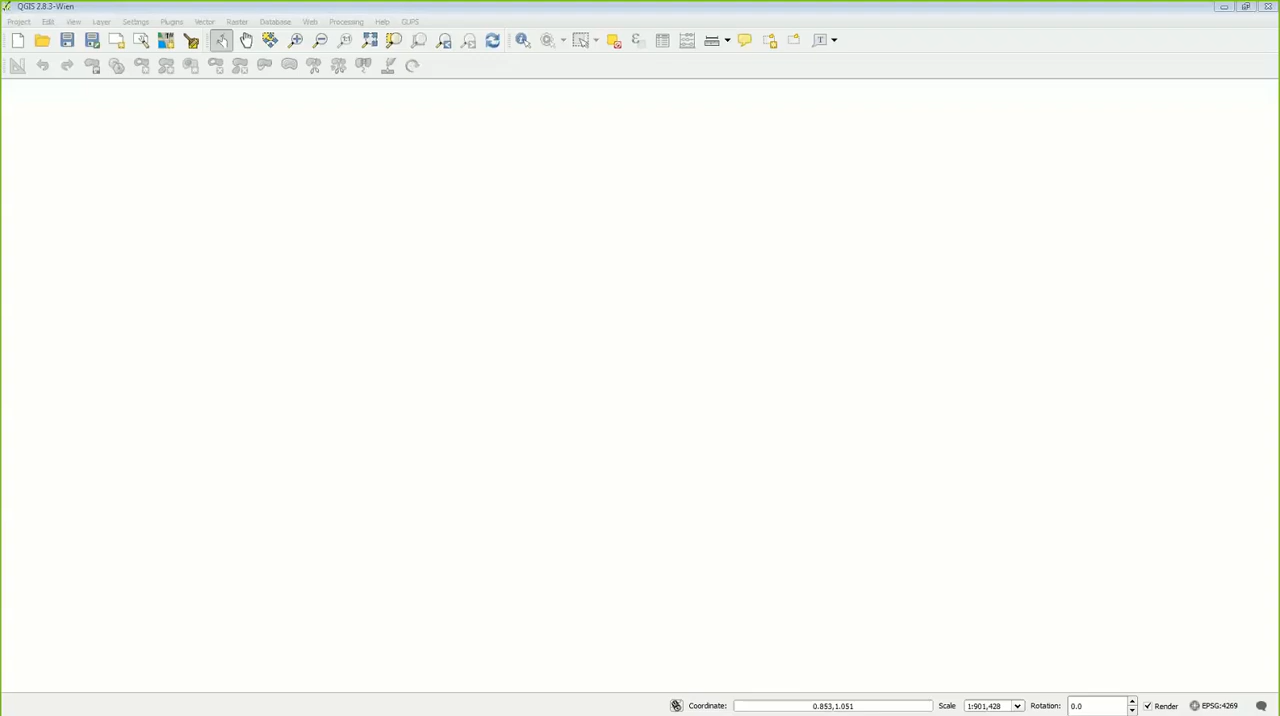 QGIS 2.8.3-Wien
Project Edit View Layer Settings Plugins Vector Raster Database Web Processing Help GUPS
Coordinate: 0.853,1.051 Scale 1:901,428 Rotation: 0.0 Render EPSG:4269